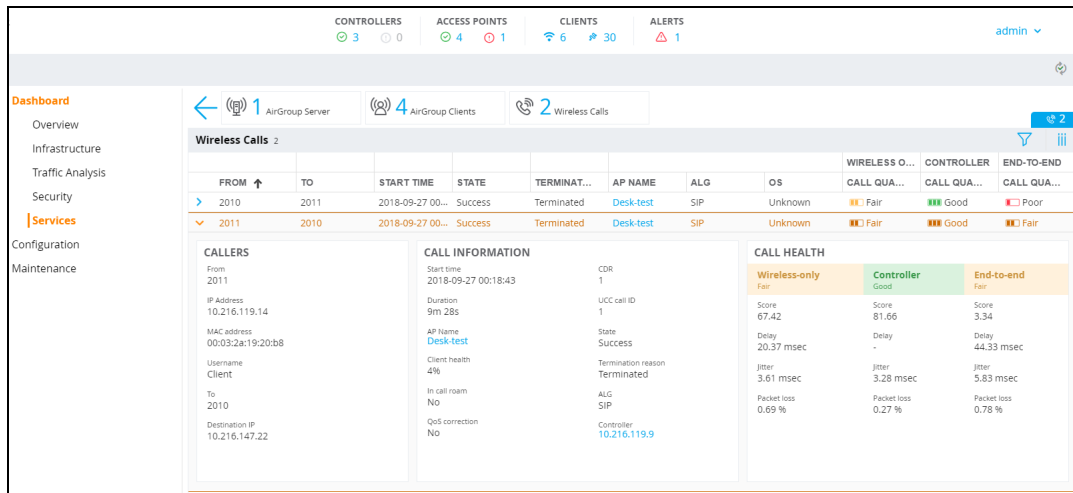 CONTROLLERS ACCESS POINTS CLIENTS ALERTS
3 0 4 1 6 30 1 admin
Dashboard
Overview
Infrastructure
Traffic Analysis
Security
Services
Configuration
Maintenance
1 AirGroup Server 4 AirGroup Clients 2 Wireless Calls
2
Wireless Calls 2
WIRELESS O... CONTROLLER END-TO-END
FROM TO START TIME STATE TERMINAT... AP NAME ALG OS CALL QUA... CALL QUA... CALL QUA...
2010 2011 2018-09-27 00... Success Terminated Desk-test SIP Unknown Fair Good Poor
2011 2010 2018-09-27 00... Success Terminated Desk-test SIP Unknown Fair Good Fair
CALLERS
From
2011
IP Address
10.216.119.14
MAC address
00:03:2a:19:20:b8
Username
Client
To
2010
Destination IP
10.216.147.22
CALL INFORMATION
Start time
2018-09-27 00:18:43
Duration
9m 28s
AP Name
Desk-test
Client health
4%
In call roam
No
QoS correction
No
CDR
1
UCC call ID
1
State
Success
Termination reason
Terminated
ALG
SIP
Controller
10.216.119.9
CALL HEALTH
Wireless-only Controller End-to-end
Fair Good Fair
Score Score Score
67.42 81.66 3.34
Delay Delay Delay
20.37 msec - 44.33 msec
Jitter Jitter Jitter
3.61 msec 3.28 msec 5.83 msec
Packet loss Packet loss Packet loss
0.69 % 0.27 % 0.78 %